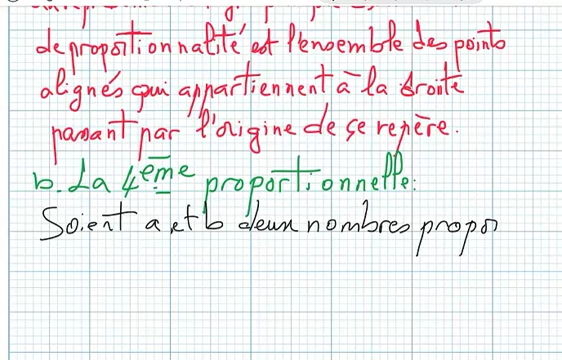 de proportionnalité est l'ensemble des points
alignés qui appartiennent à la droite
passant par l'origine de ce repère.
b. La 4ème proportionnelle:
Soient a et b deux nombres propor